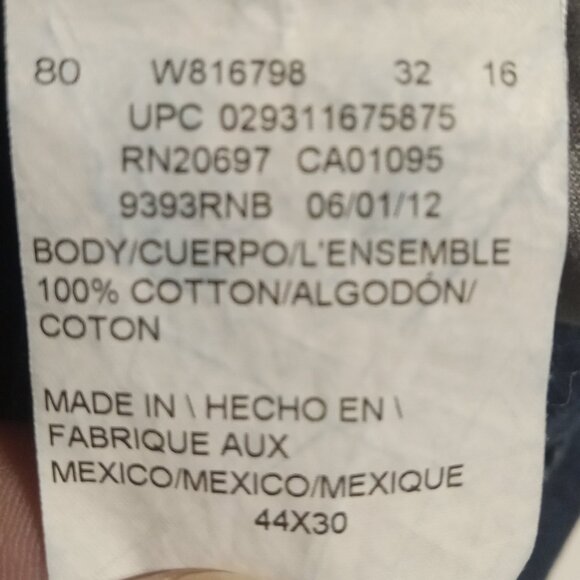 80 W816798 32 16
UPC 029311675875
RN20697 CA01095
9393RNB 06/01/12
BODY/CUERPO/L'ENSEMBLE
100% COTTON/ALGODÓN/
COTON
MADE IN \ HECHO EN \
FABRIQUE AUX
MEXICO/MEXICO/MEXIQUE
44X30